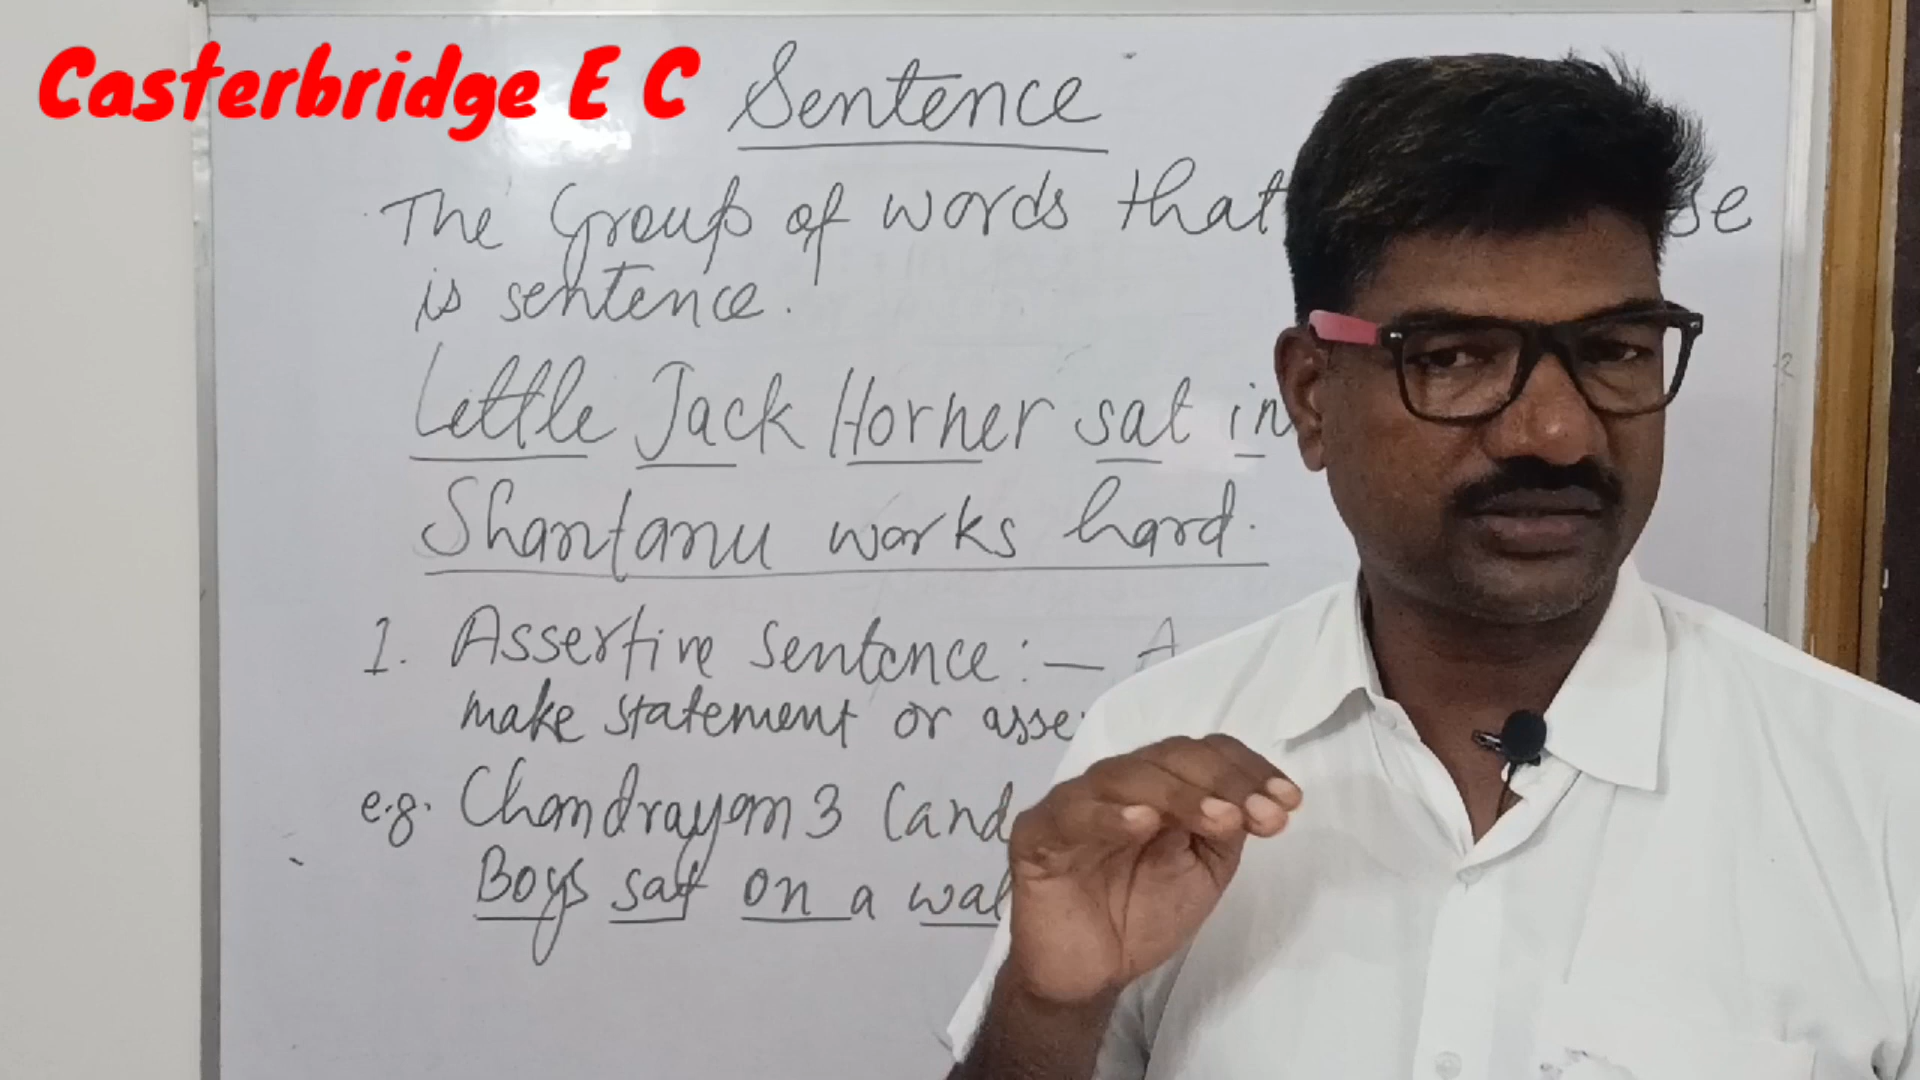 Casterbridge E C
Sentence
The Group of words that se
is sentence.
Little Jack Horner sat in
Shantanu works hard.
1. Assertive sentence:- A
make statement or asse
e.g. Chandrayan 3 Land
Boys sat on a wal